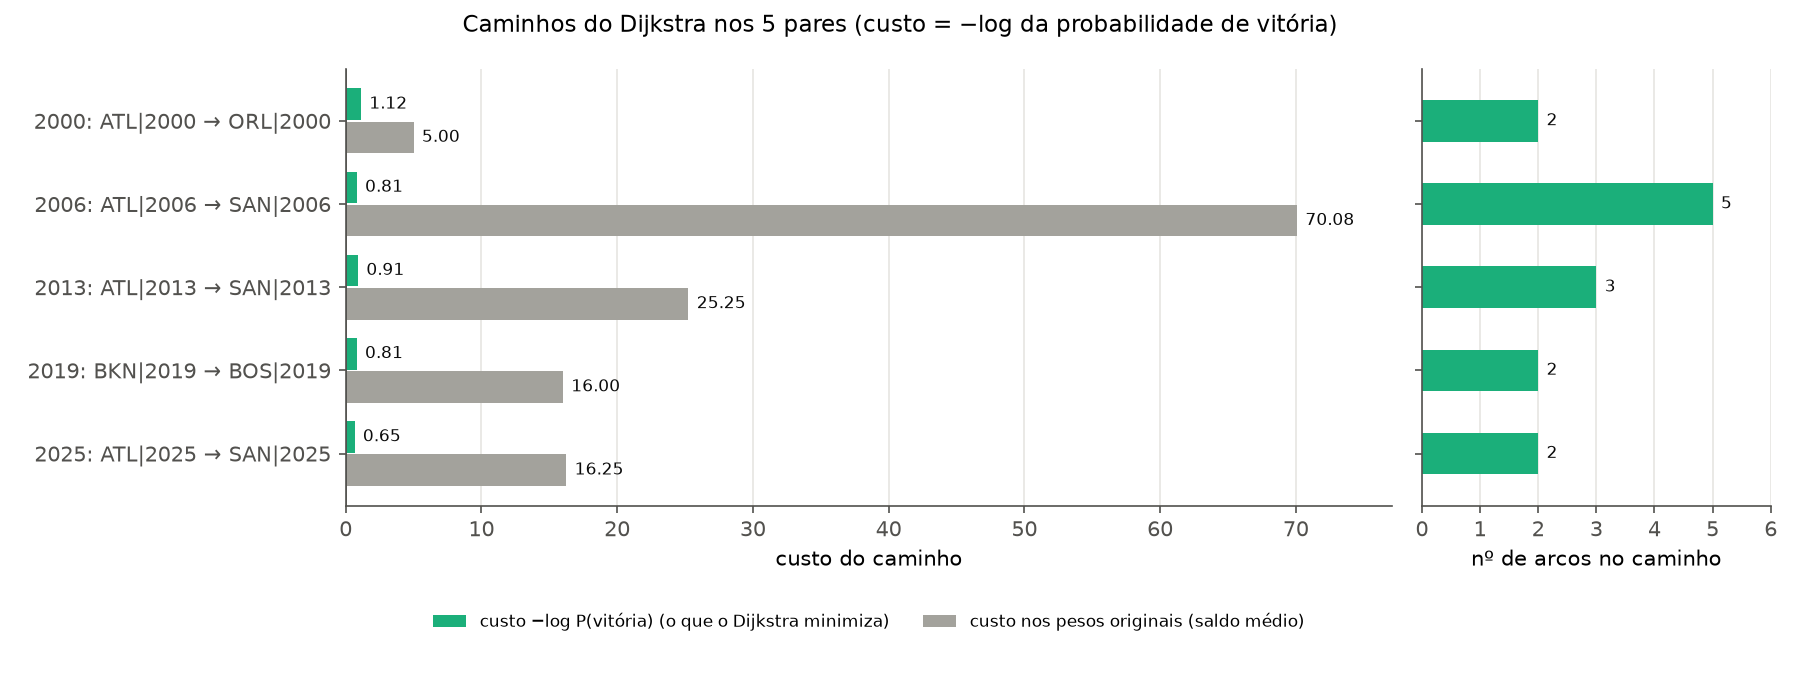 Caminhos do Dijkstra nos 5 pares (custo = −log da probabilidade de vitória)
2000: ATL|2000 → ORL|2000
1.12
5.00
2
2006: ATL|2006 → SAN|2006
0.81
70.08
5
2013: ATL|2013 → SAN|2013
0.91
25.25
3
2019: BKN|2019 → BOS|2019
0.81
16.00
2
2025: ATL|2025 → SAN|2025
0.65
16.25
2
0 10 20 30 40 50 60 70
0 1 2 3 4 5 6
custo do caminho
nº de arcos no caminho
custo −log P(vitória) (o que o Dijkstra minimiza)
custo nos pesos originais (saldo médio)